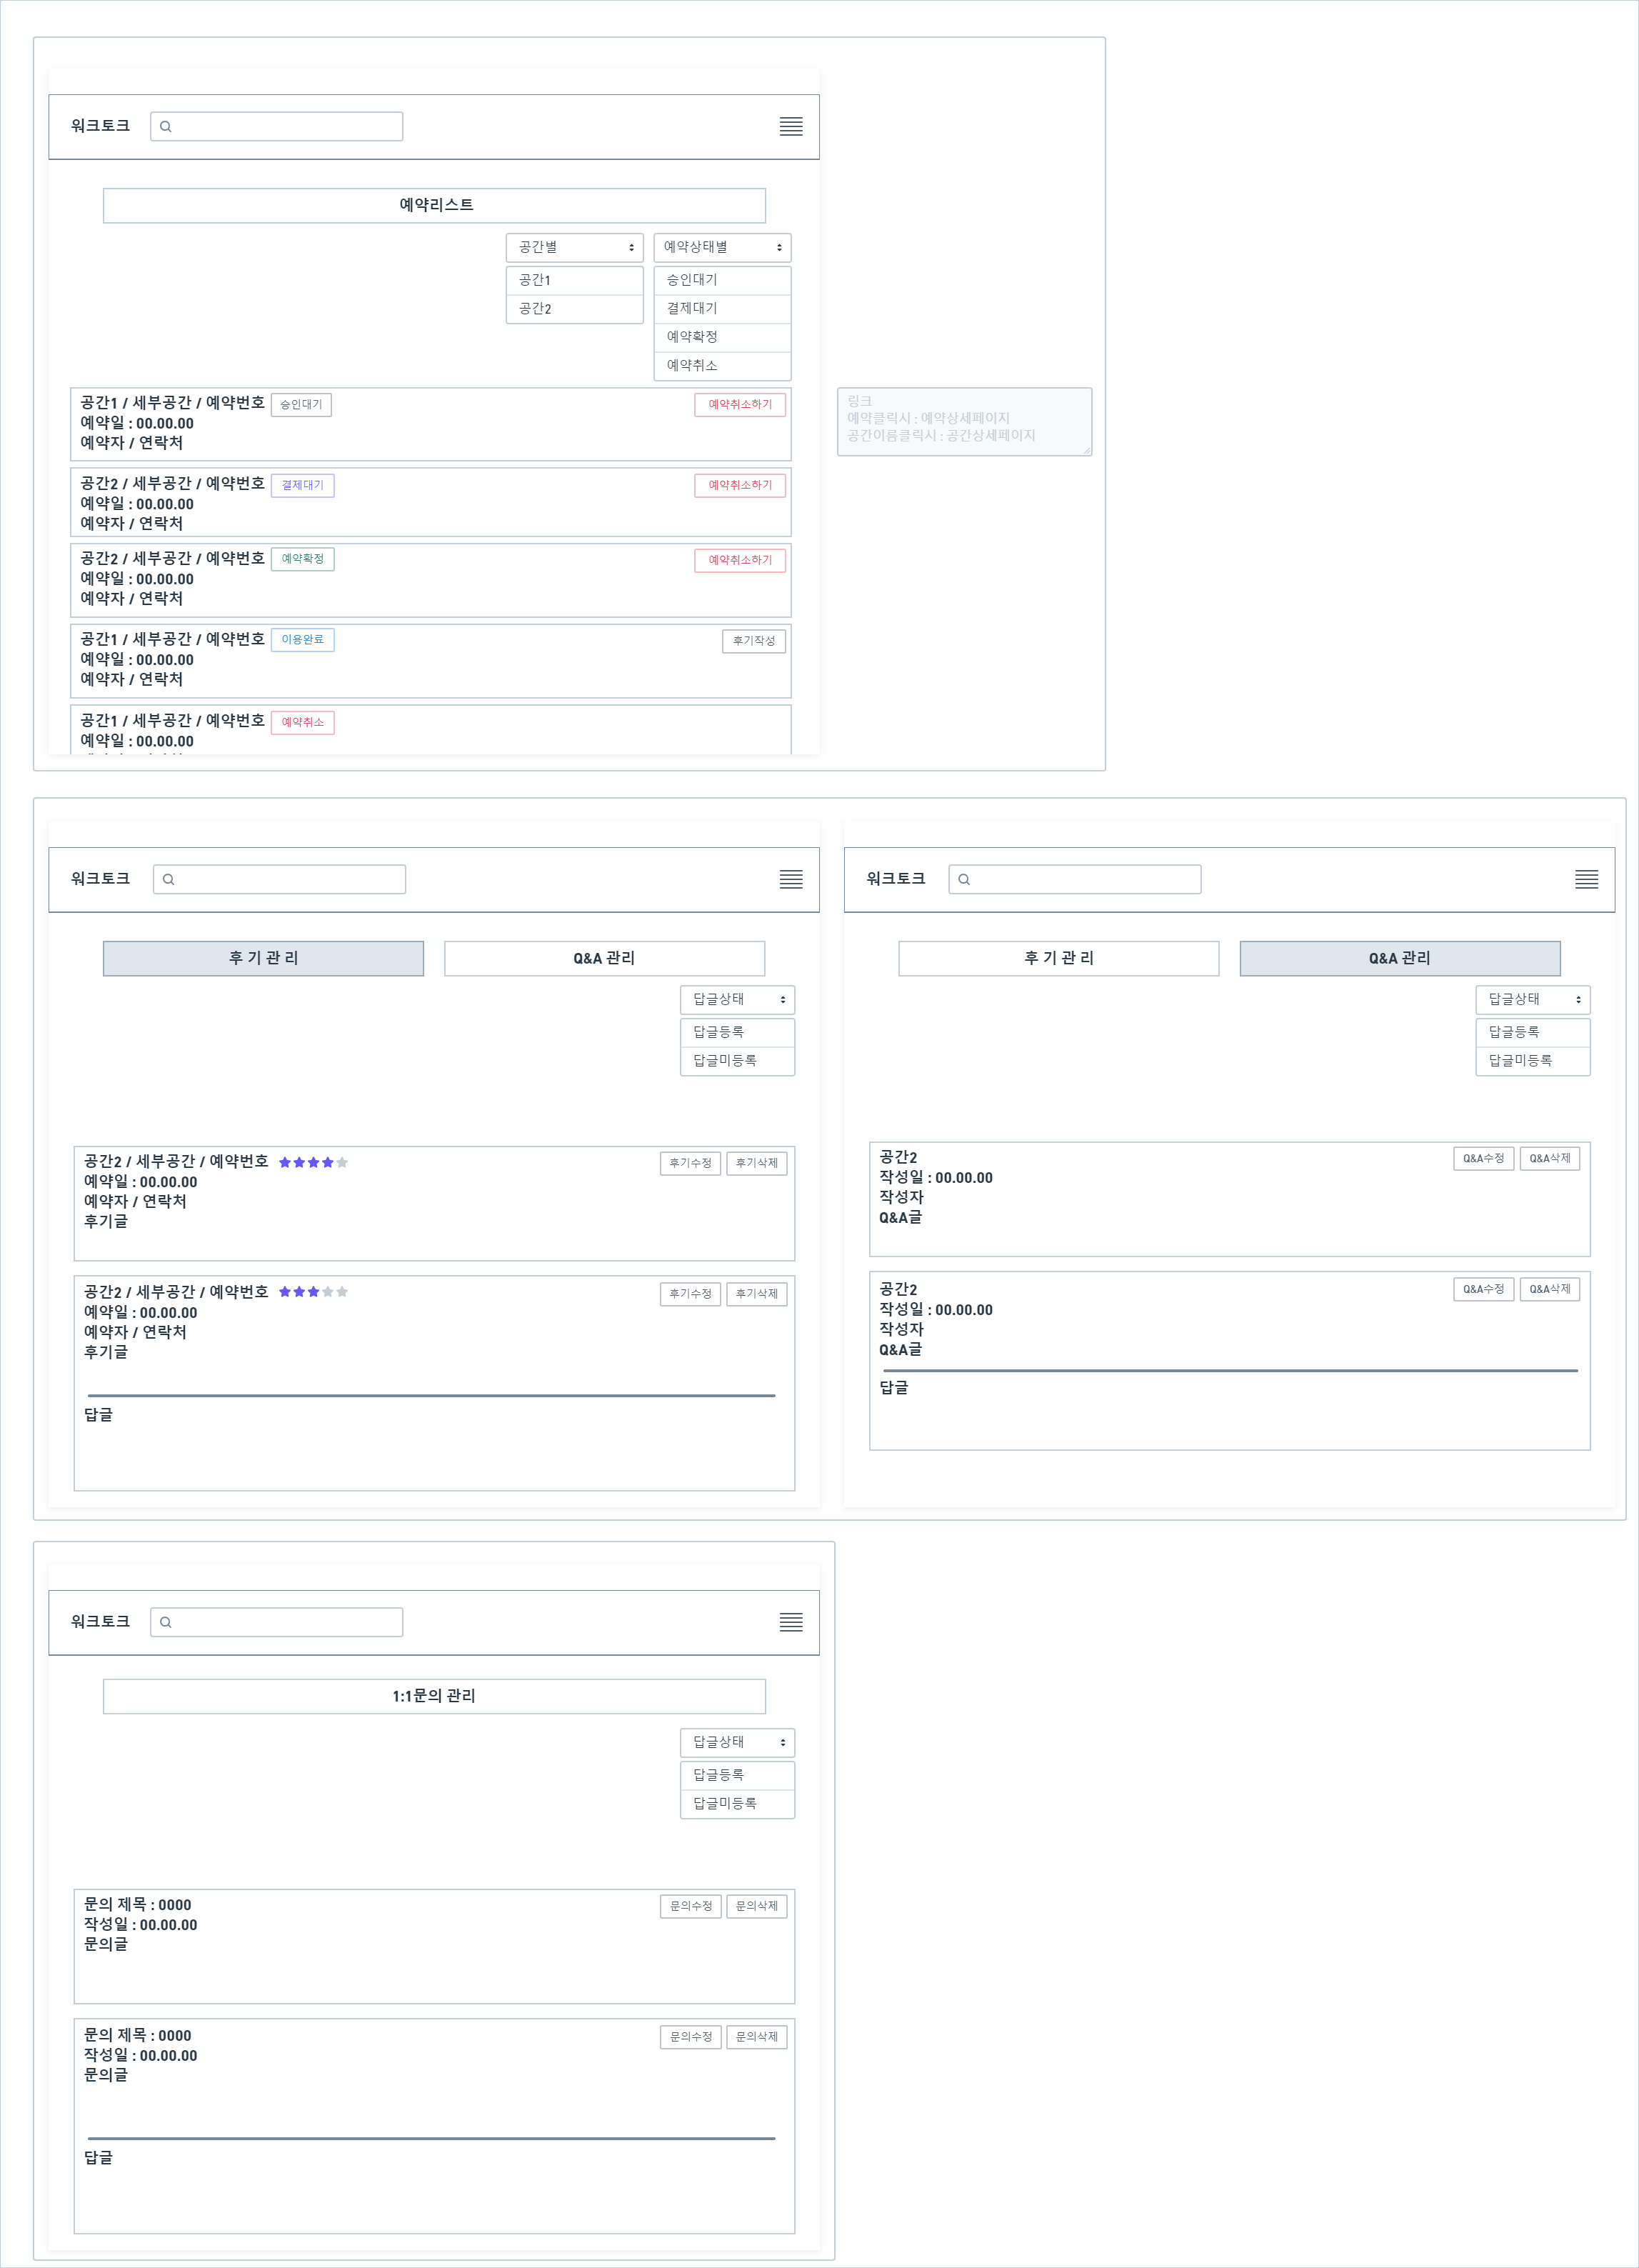 워크토크
예약리스트
공간별
예약상태별
공간1
공간2
승인대기
결제대기
예약확정
예약취소
공간1 / 세부공간 / 예약번호 승인대기 예약취소하기
예약일 : 00.00.00
예약자 / 연락처
링크
예약클릭시 : 예약상세페이지
공간이름클릭시 : 공간상세페이지
공간2 / 세부공간 / 예약번호 결제대기 예약취소하기
예약일 : 00.00.00
예약자 / 연락처
공간2 / 세부공간 / 예약번호 예약확정 예약취소하기
예약일 : 00.00.00
예약자 / 연락처
공간1 / 세부공간 / 예약번호 이용완료 후기작성
예약일 : 00.00.00
예약자 / 연락처
공간1 / 세부공간 / 예약번호 예약취소
예약일 : 00.00.00
워크토크
후 기 관 리
Q&A 관리
답글상태
답글등록
답글미등록
공간2 / 세부공간 / 예약번호 후기수정 후기삭제
예약일 : 00.00.00
예약자 / 연락처
후기글
공간2 / 세부공간 / 예약번호 후기수정 후기삭제
예약일 : 00.00.00
예약자 / 연락처
후기글
답글
워크토크
후 기 관 리
Q&A 관리
답글상태
답글등록
답글미등록
공간2 Q&A수정 Q&A삭제
작성일 : 00.00.00
작성자
Q&A글
공간2 Q&A수정 Q&A삭제
작성일 : 00.00.00
작성자
Q&A글
답글
워크토크
1:1문의 관리
답글상태
답글등록
답글미등록
문의 제목 : 0000 문의수정 문의삭제
작성일 : 00.00.00
문의글
문의 제목 : 0000 문의수정 문의삭제
작성일 : 00.00.00
문의글
답글